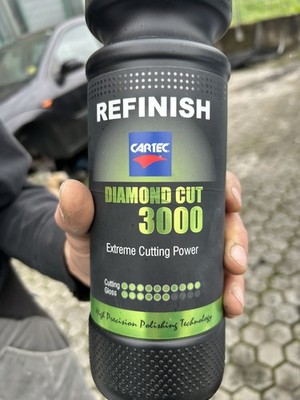 REFINISH
CARTEC
DIAMOND CUT
3000
Extreme Cutting Power
Cutting
Gloss
High Precision Polishing Technology